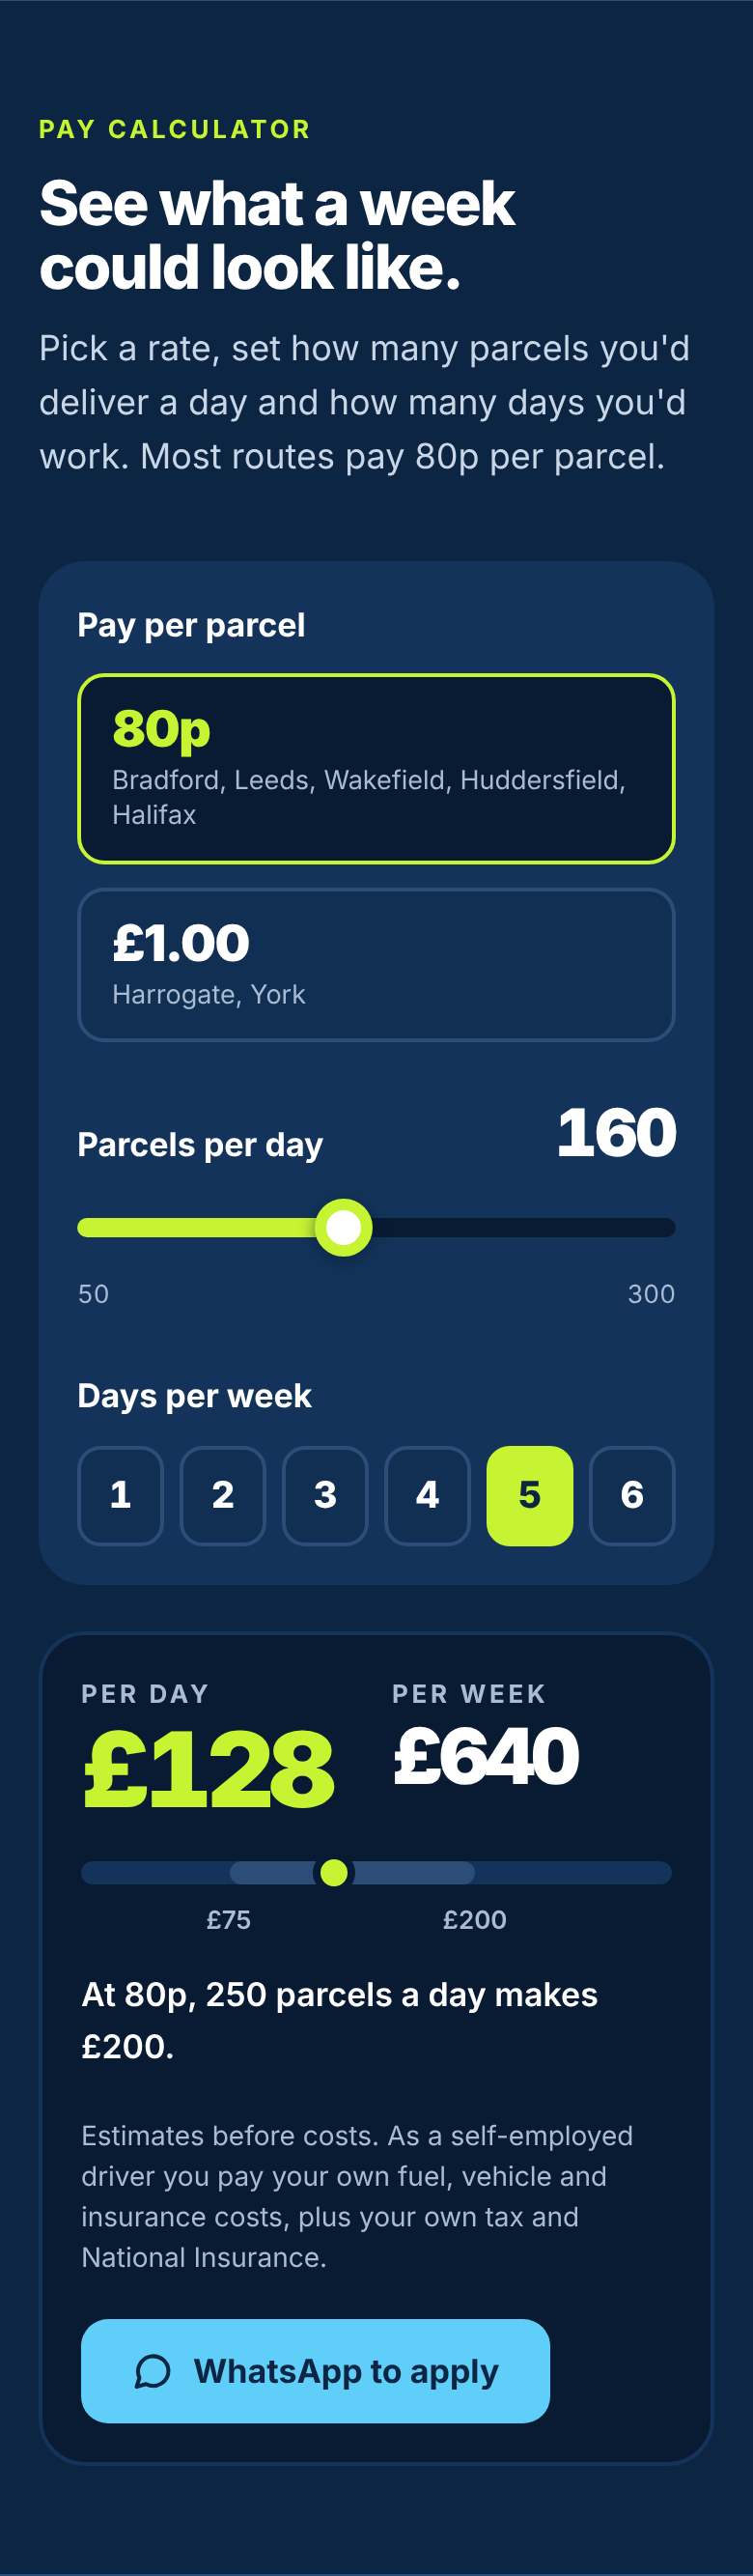 PAY CALCULATOR
See what a week
could look like.
Pick a rate, set how many parcels you'd
deliver a day and how many days you'd
work. Most routes pay 80p per parcel.
Pay per parcel
80p
Bradford, Leeds, Wakefield, Huddersfield,
Halifax
£1.00
Harrogate, York
Parcels per day 160
50 300
Days per week
1 2 3 4 5 6
PER DAY PER WEEK
£128 £640
£75 £200
At 80p, 250 parcels a day makes
£200.
Estimates before costs. As a self-employed
driver you pay your own fuel, vehicle and
insurance costs, plus your own tax and
National Insurance.
WhatsApp to apply